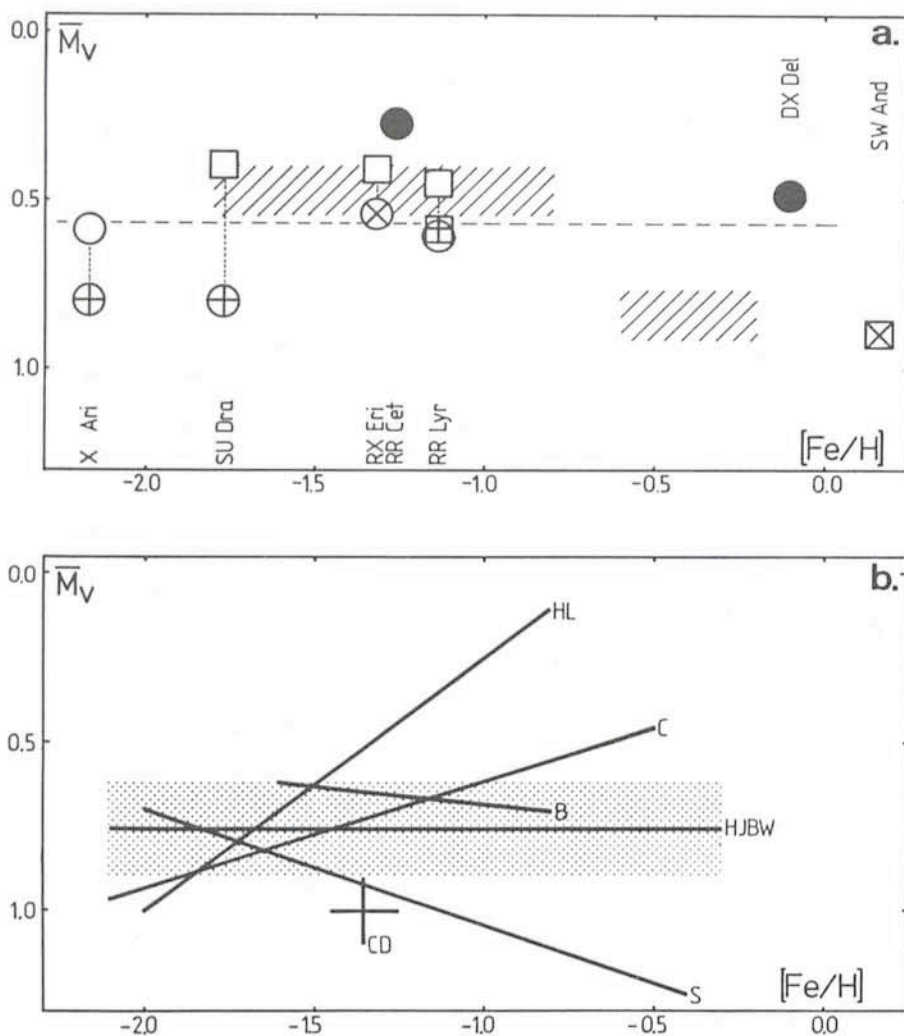 a.
M̅V
0.0
0.5
1.0
DX Del
SW And
X Ari
SU Dra
RX Eri
RR Cet
RR Lyr
[Fe/H]
-2.0 -1.5 -1.0 -0.5 0.0
b.
M̅V
0.0
0.5
1.0
HL
C
B
HJBW
CD
S
[Fe/H]
-2.0 -1.5 -1.0 -0.5 0.0